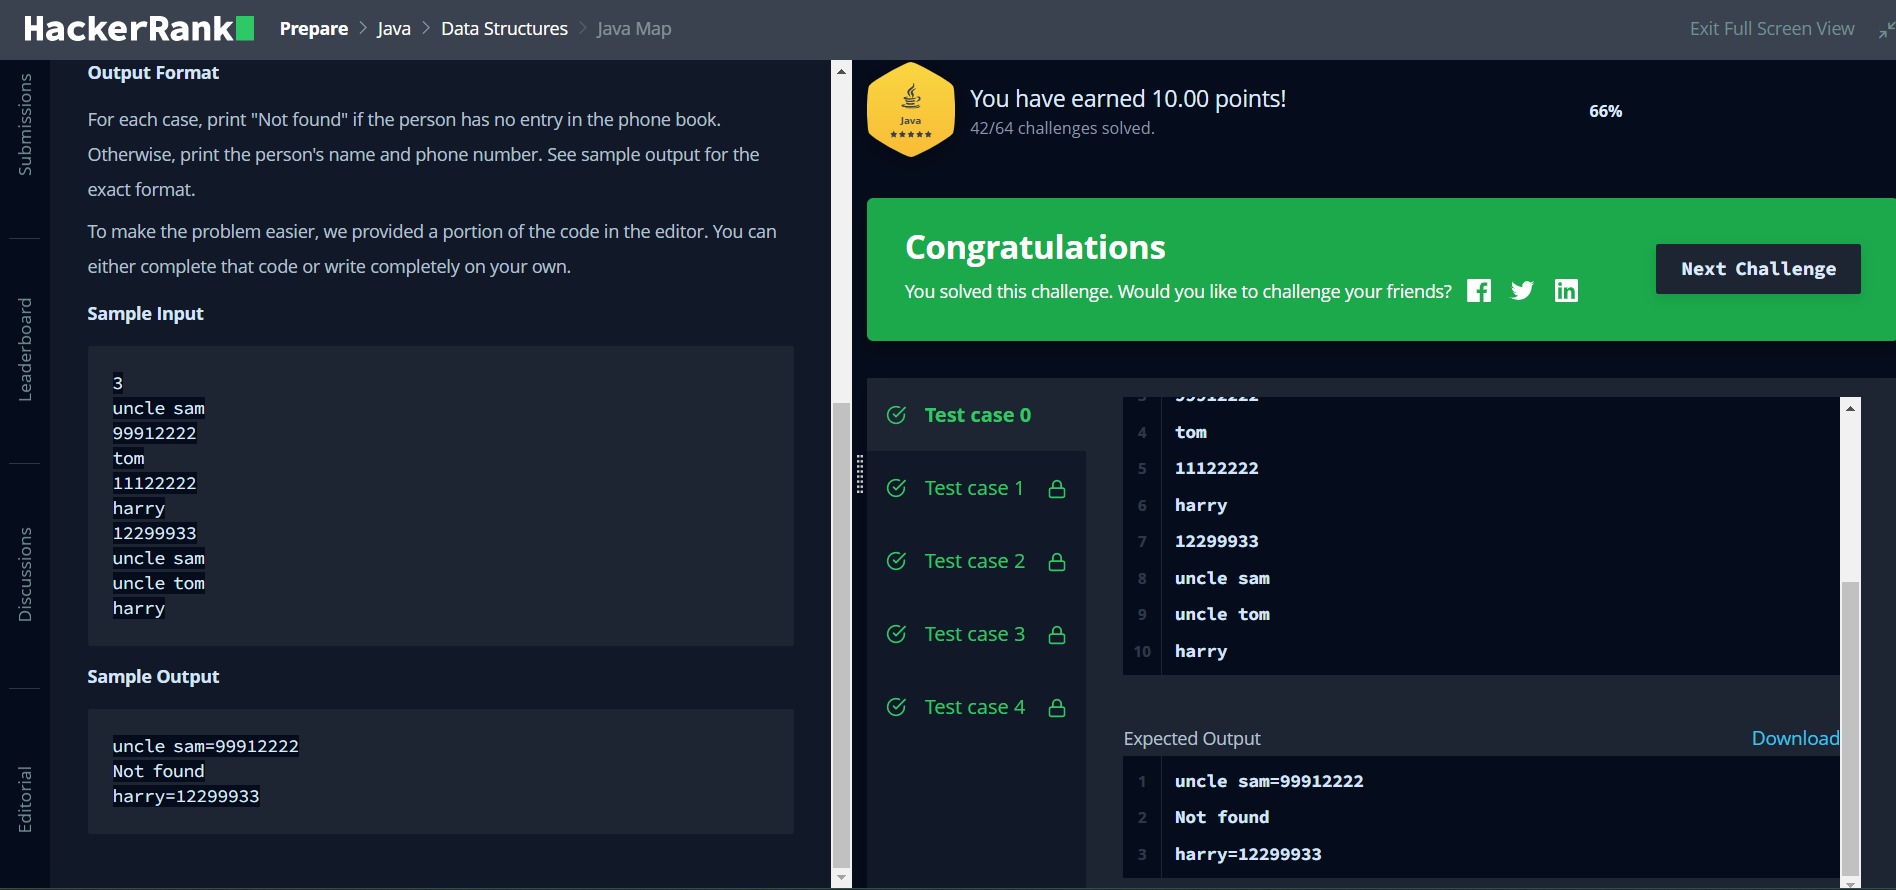 HackerRank
Prepare > Java > Data Structures > Java Map
Exit Full Screen View
Submissions
Leaderboard
Discussions
Editorial
Output Format
For each case, print "Not found" if the person has no entry in the phone book.
Otherwise, print the person's name and phone number. See sample output for the
exact format.
To make the problem easier, we provided a portion of the code in the editor. You can
either complete that code or write completely on your own.
Sample Input
3
uncle sam
99912222
tom
11122222
harry
12299933
uncle sam
uncle tom
harry
Sample Output
uncle sam=99912222
Not found
harry=12299933
Java
You have earned 10.00 points!
42/64 challenges solved.
66%
Congratulations
You solved this challenge. Would you like to challenge your friends?
Next Challenge
Test case 0
Test case 1
Test case 2
Test case 3
Test case 4
3 99912222
4 tom
5 11122222
6 harry
7 12299933
8 uncle sam
9 uncle tom
10 harry
Expected Output
Download
1 uncle sam=99912222
2 Not found
3 harry=12299933